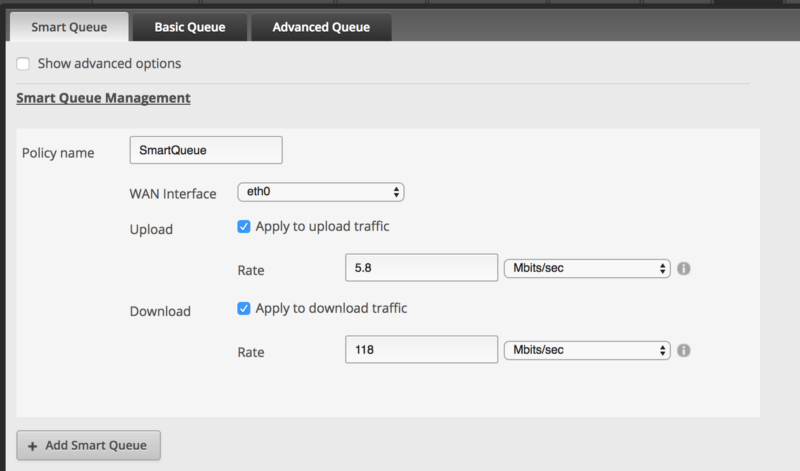 Smart Queue Basic Queue Advanced Queue
Show advanced options
Smart Queue Management
Policy name SmartQueue
WAN Interface eth0
Upload Apply to upload traffic
Rate 5.8 Mbits/sec
Download Apply to download traffic
Rate 118 Mbits/sec
+ Add Smart Queue